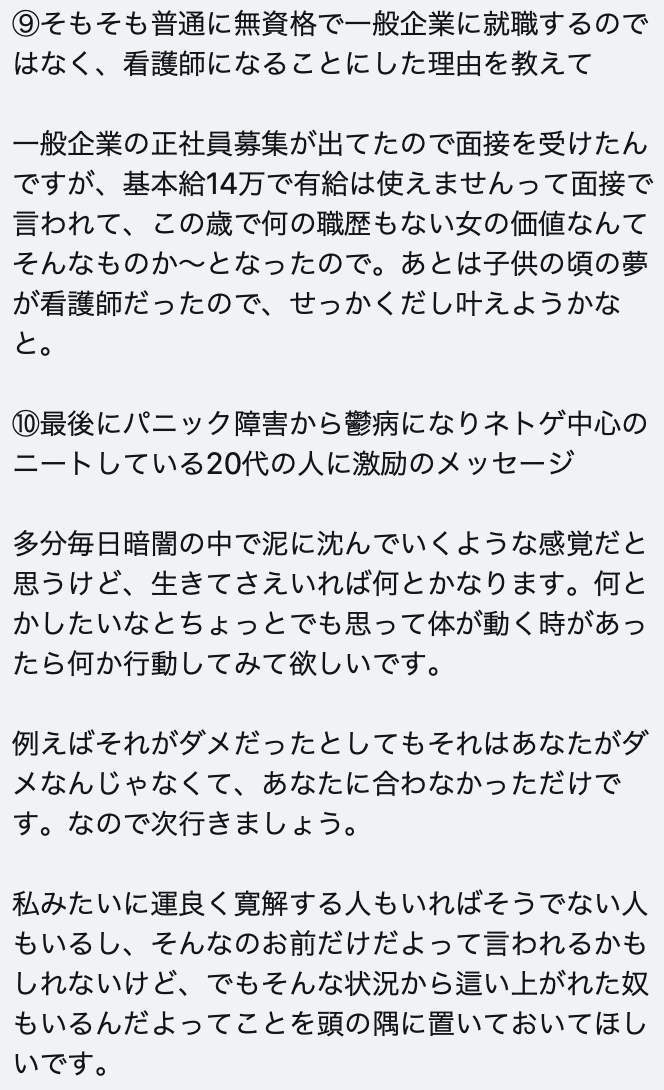 ⑨そもそも普通に無資格で一般企業に就職するので
はなく、看護師になることにした理由を教えて
一般企業の正社員募集が出てたので面接を受けたん
ですが、基本給14万で有給は使えませんって面接で
言われて、この歳で何の職歴もない女の価値なんて
そんなものか〜となったので。あとは子供の頃の夢
が看護師だったので、せっかくだし叶えようかな
と。
⑩最後にパニック障害から鬱病になりネトゲ中心の
ニートしている20代の人に激励のメッセージ
多分毎日暗闇の中で泥に沈んでいくような感覚だと
思うけど、生きてさえいれば何とかなります。何と
かしたいなとちょっとでも思って体が動く時があっ
たら何か行動してみて欲しいです。
例えばそれがダメだったとしてもそれはあなたがダ
メなんじゃなくて、あなたに合わなかっただけで
す。なので次行きましょう。
私みたいに運良く寛解する人もいればそうでない人
もいるし、そんなのお前だけだよって言われるかも
しれないけど、でもそんな状況から這い上がれた奴
もいるんだよってことを頭の隅に置いておいてほし
いです。